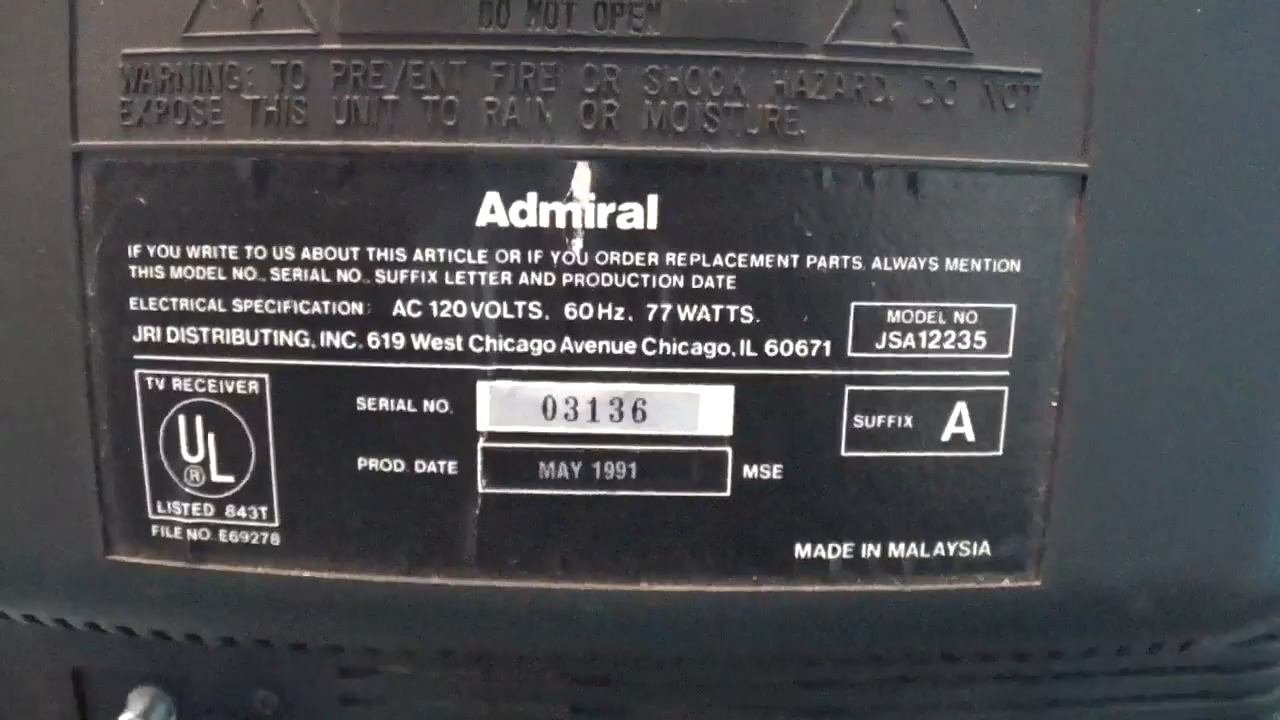 DO NOT OPEN
WARNING: TO PREVENT FIRE OR SHOCK HAZARD, DO NOT
EXPOSE THIS UNIT TO RAIN OR MOISTURE.
Admiral
IF YOU WRITE TO US ABOUT THIS ARTICLE OR IF YOU ORDER REPLACEMENT PARTS, ALWAYS MENTION
THIS MODEL NO., SERIAL NO., SUFFIX LETTER AND PRODUCTION DATE
ELECTRICAL SPECIFICATION: AC 120 VOLTS, 60 Hz, 77 WATTS.
JRI DISTRIBUTING, INC. 619 West Chicago Avenue Chicago, IL 60671
MODEL NO.
JSA12235
TV RECEIVER
UL
®
LISTED 843T
FILE NO. E69278
SERIAL NO. 03136
PROD. DATE MAY 1991 MSE
SUFFIX A
MADE IN MALAYSIA